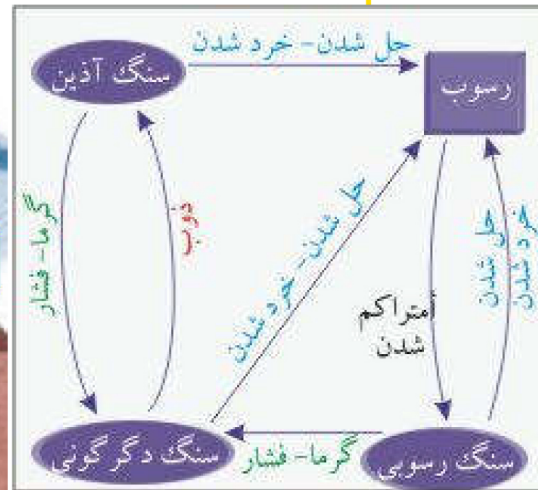 حل شدن - خرد شدن
رسوب
سنگ آذین
گرما - فشار
ذوب
حل شدن - خرد شدن
أمتراکم
شدن
حل شدن
خرد شدن
سنگ رسوبی
گرما - فشار
سنگ دگرگونی